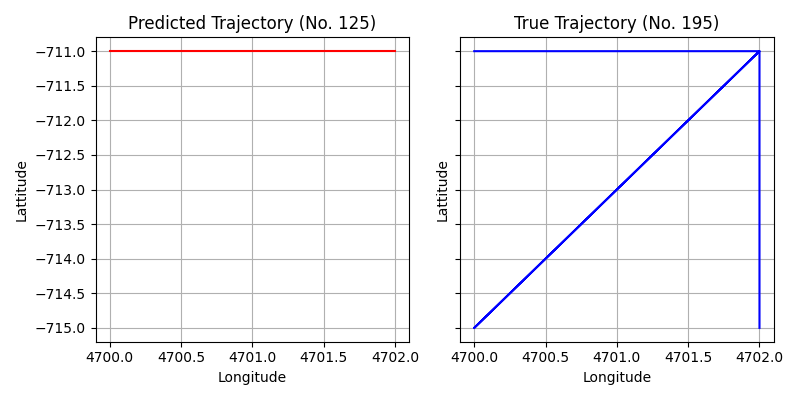 Predicted Trajectory (No. 125)
True Trajectory (No. 195)
Lattitude
−711.0
−711.5
−712.0
−712.5
−713.0
−713.5
−714.0
−714.5
−715.0
4700.0 4700.5 4701.0 4701.5 4702.0
Longitude
Lattitude
4700.0 4700.5 4701.0 4701.5 4702.0
Longitude